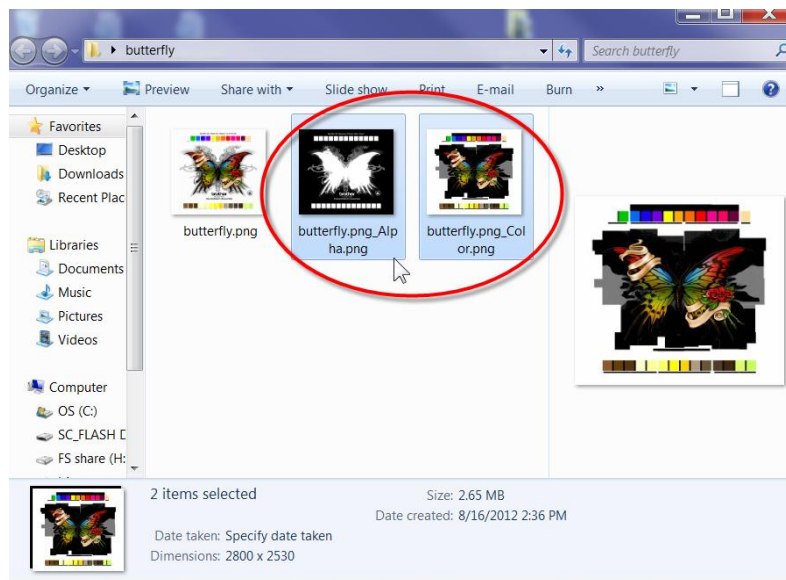 butterfly
Search butterfly
Organize Preview Share with Slide show Print E-mail Burn »
Favorites
Desktop
Downloads
Recent Plac
Libraries
Documents
Music
Pictures
Videos
Computer
OS (C:)
SC_FLASH D
FS share (H:
butterfly.png
butterfly.png_Alp
ha.png
butterfly.png_Col
or.png
2 items selected
Date taken: Specify date taken
Dimensions: 2800 x 2530
Size: 2.65 MB
Date created: 8/16/2012 2:36 PM